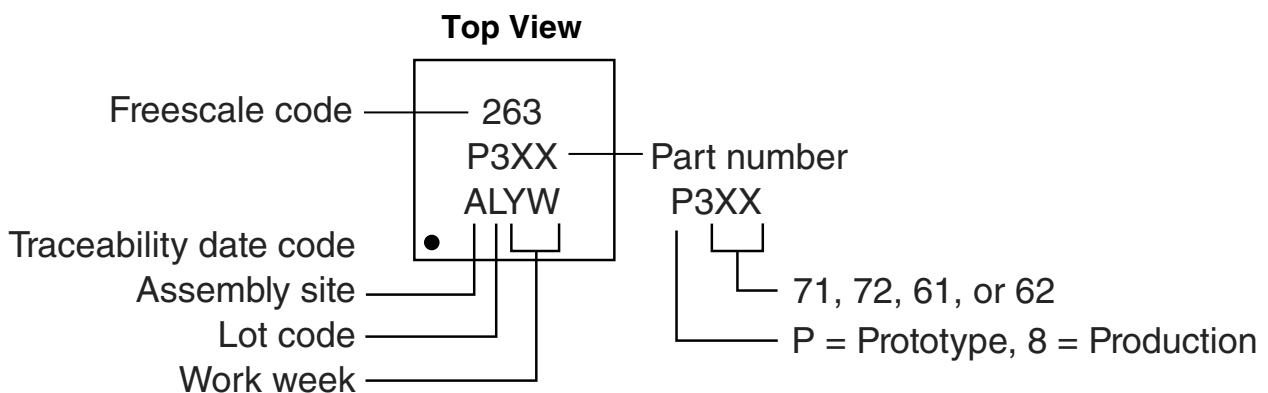 Top View
Freescale code
263
P3XX
Part number
ALYW
P3XX
Traceability date code
Assembly site
71, 72, 61, or 62
Lot code
P = Prototype, 8 = Production
Work week